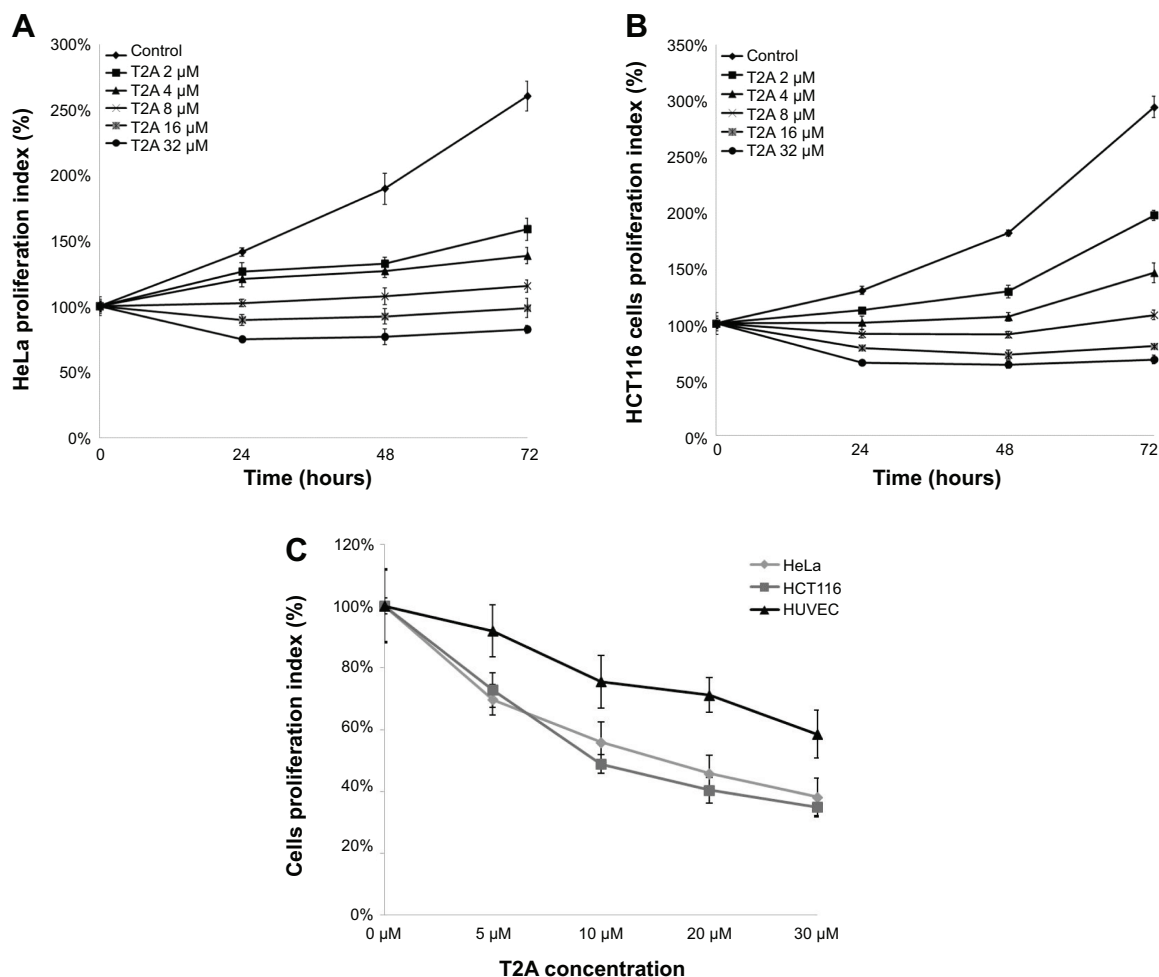 A
300%
250%
200%
150%
100%
50%
0%
HeLa proliferation index (%)
Control
T2A 2 µM
T2A 4 µM
T2A 8 µM
T2A 16 µM
T2A 32 µM
0 24 48 72
Time (hours)
B
350%
300%
250%
200%
150%
100%
50%
0%
HCT116 cells proliferation index (%)
Control
T2A 2 µM
T2A 4 µM
T2A 8 µM
T2A 16 µM
T2A 32 µM
0 24 48 72
Time (hours)
C
120%
100%
80%
60%
40%
20%
0%
Cells proliferation index (%)
HeLa
HCT116
HUVEC
0 µM 5 µM 10 µM 20 µM 30 µM
T2A concentration